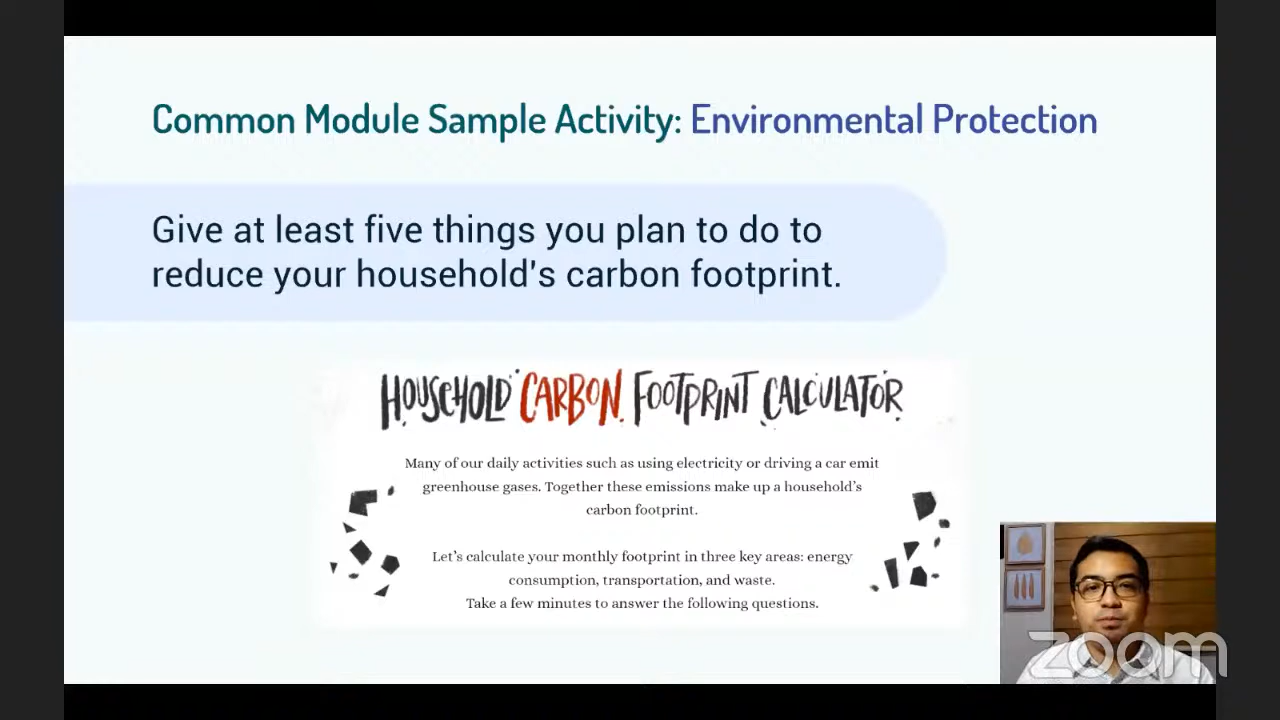 Common Module Sample Activity: Environmental Protection
Give at least five things you plan to do to
reduce your household's carbon footprint.
HOUSEHOLD CARBON FOOTPRINT CALCULATOR
Many of our daily activities such as using electricity or driving a car emit
greenhouse gases. Together these emissions make up a household's
carbon footprint.
Let's calculate your monthly footprint in three key areas: energy
consumption, transportation, and waste.
Take a few minutes to answer the following questions.
zoom